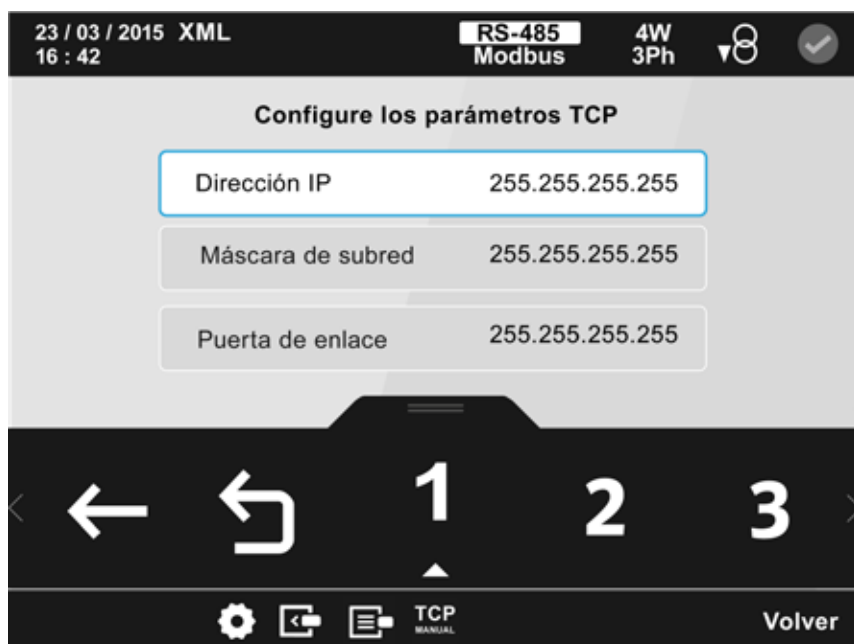 23 / 03 / 2015 XML RS-485 4W
16 : 42 Modbus 3Ph
Configure los parámetros TCP
Dirección IP 255.255.255.255
Máscara de subred 255.255.255.255
Puerta de enlace 255.255.255.255
1 2 3
TCP
MANUAL
Volver